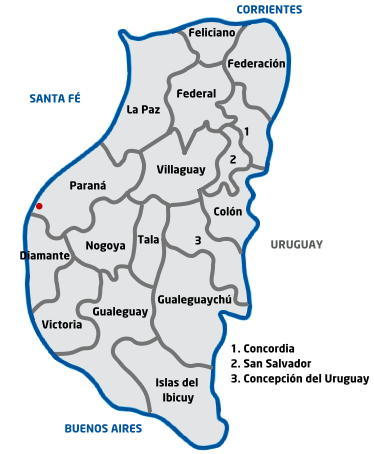 CORRIENTES
Feliciano
Federación
SANTA FÉ
Federal
La Paz
1
2
Villaguay
Paraná
Colón
Tala
3
Nogoya
URUGUAY
Diamante
Gualeguaychú
Gualeguay
Victoria
1. Concordia
2. San Salvador
3. Concepción del Uruguay
Islas del
Ibicuy
BUENOS AIRES